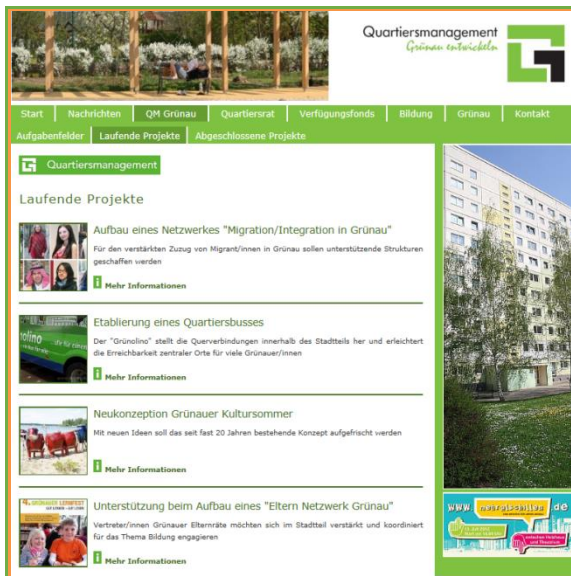 Quartiersmanagement
Grünau entwickeln
Start Nachrichten QM Grünau Quartiersrat Verfügungsfonds Bildung Grünau Kontakt
Aufgabenfelder Laufende Projekte Abgeschlossene Projekte
Quartiersmanagement
Laufende Projekte
Aufbau eines Netzwerkes "Migration/Integration in Grünau"
Für den verstärkten Zuzug von Migrant/innen in Grünau sollen unterstützende Strukturen
geschaffen werden
Mehr Informationen
Etablierung eines Quartiersbusses
Der "Grünolino" stellt die Querverbindungen innerhalb des Stadtteils her und erleichtert
die Erreichbarkeit zentraler Orte für viele Grünauer/innen
Mehr Informationen
Neukonzeption Grünauer Kultursommer
Mit neuen Ideen soll das seit fast 20 Jahren bestehende Konzept aufgefrischt werden
Mehr Informationen
GRÜNAUER LERNFEST
Unterstützung beim Aufbau eines "Eltern Netzwerk Grünau"
Vertreter/innen Grünauer Elternräte möchten sich im Stadtteil verstärkt und koordiniert
für das Thema Bildung engagieren
Mehr Informationen
www. .de